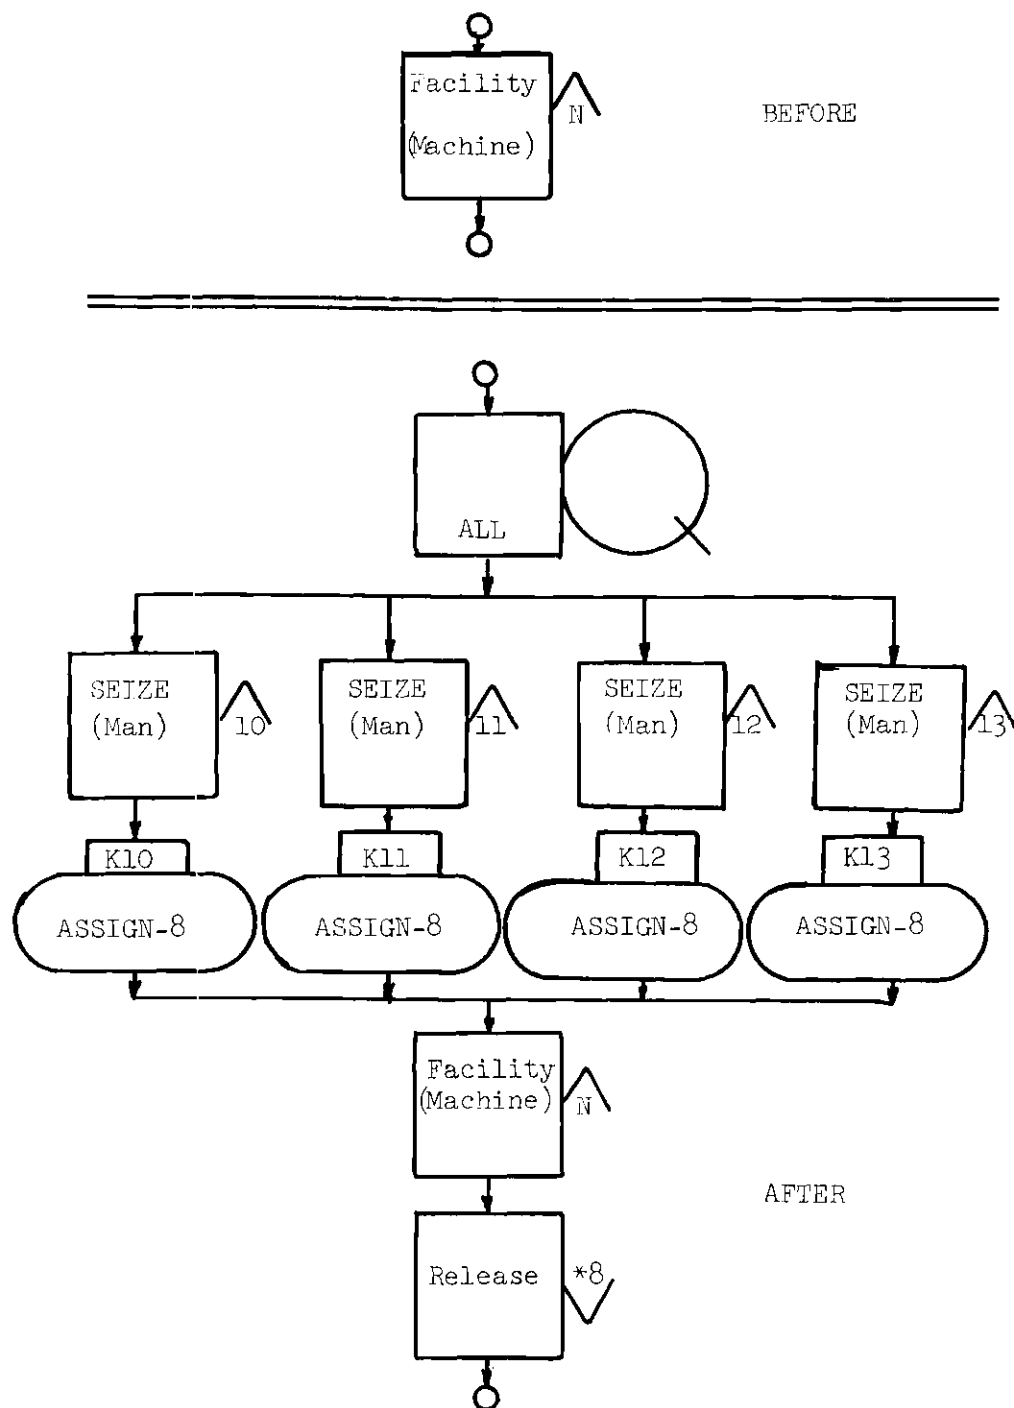 Facility
(Machine)
N
BEFORE
ALL
SEIZE
(Man)
10
SEIZE
(Man)
11
SEIZE
(Man)
12
SEIZE
(Man)
13
K10
K11
K12
K13
ASSIGN-8
ASSIGN-8
ASSIGN-8
ASSIGN-8
Facility
(Machine)
N
AFTER
Release
*8